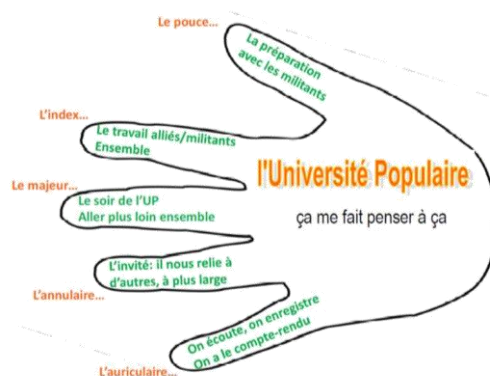 Le pouce...
La préparation
avec les militants
L'index...
Le travail alliés/militants
Ensemble
l'Université Populaire
ça me fait penser à ça
Le majeur...
Le soir de l'UP
Aller plus loin ensemble
L'invité: il nous relie à
d'autres, à plus large
L'annulaire...
On écoute, on enregistre
On a le compte-rendu
L'auriculaire...